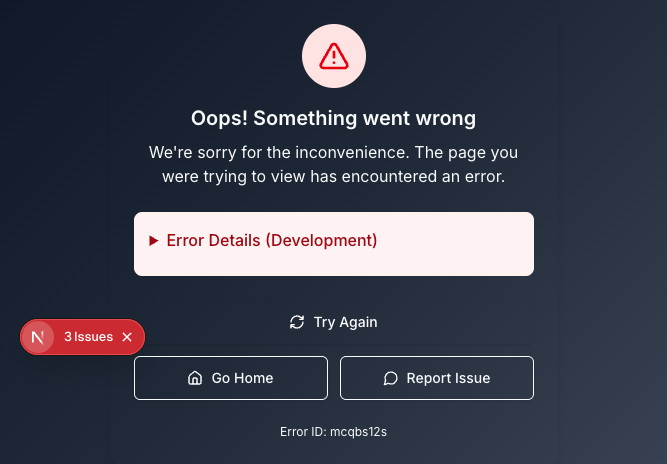 Oops! Something went wrong
We're sorry for the inconvenience. The page you
were trying to view has encountered an error.
Error Details (Development)
Try Again
N 3 Issues
Go Home
Report Issue
Error ID: mcqbs12s